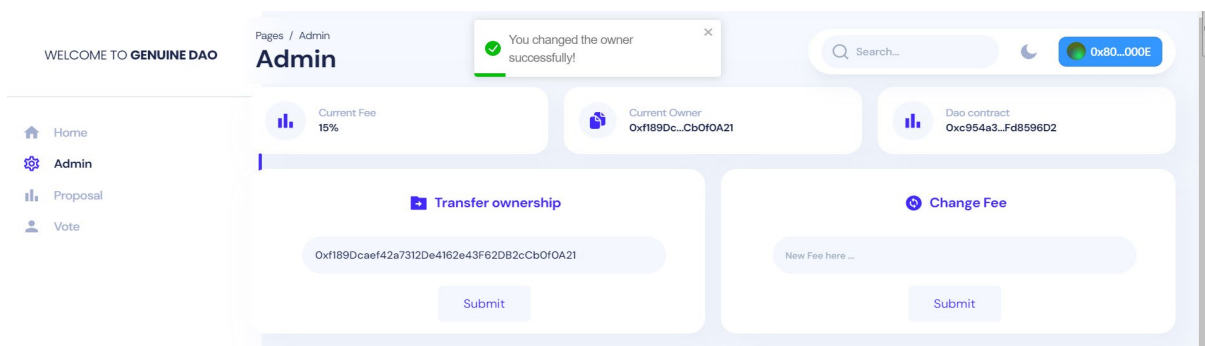 WELCOME TO GENUINE DAO
Home
Admin
Proposal
Vote
Pages / Admin
Admin
You changed the owner
successfully!
Search...
0x80...000E
Current Fee
15%
Current Owner
0xf189Dc...Cb0f0A21
Dao contract
0xc954a3...Fd8596D2
Transfer ownership
0xf189Dcaef42a7312De4162e43F62DB2cCb0f0A21
Submit
Change Fee
New Fee here ...
Submit